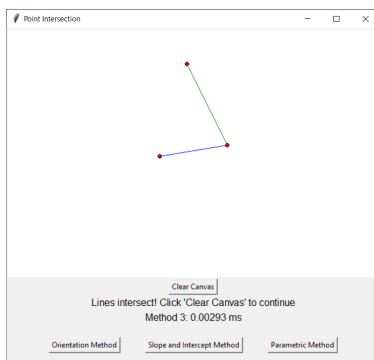 Point Intersection
Clear Canvas
Lines intersect! Click 'Clear Canvas' to continue
Method 3: 0.00293 ms
Orientation Method
Slope and Intercept Method
Parametric Method